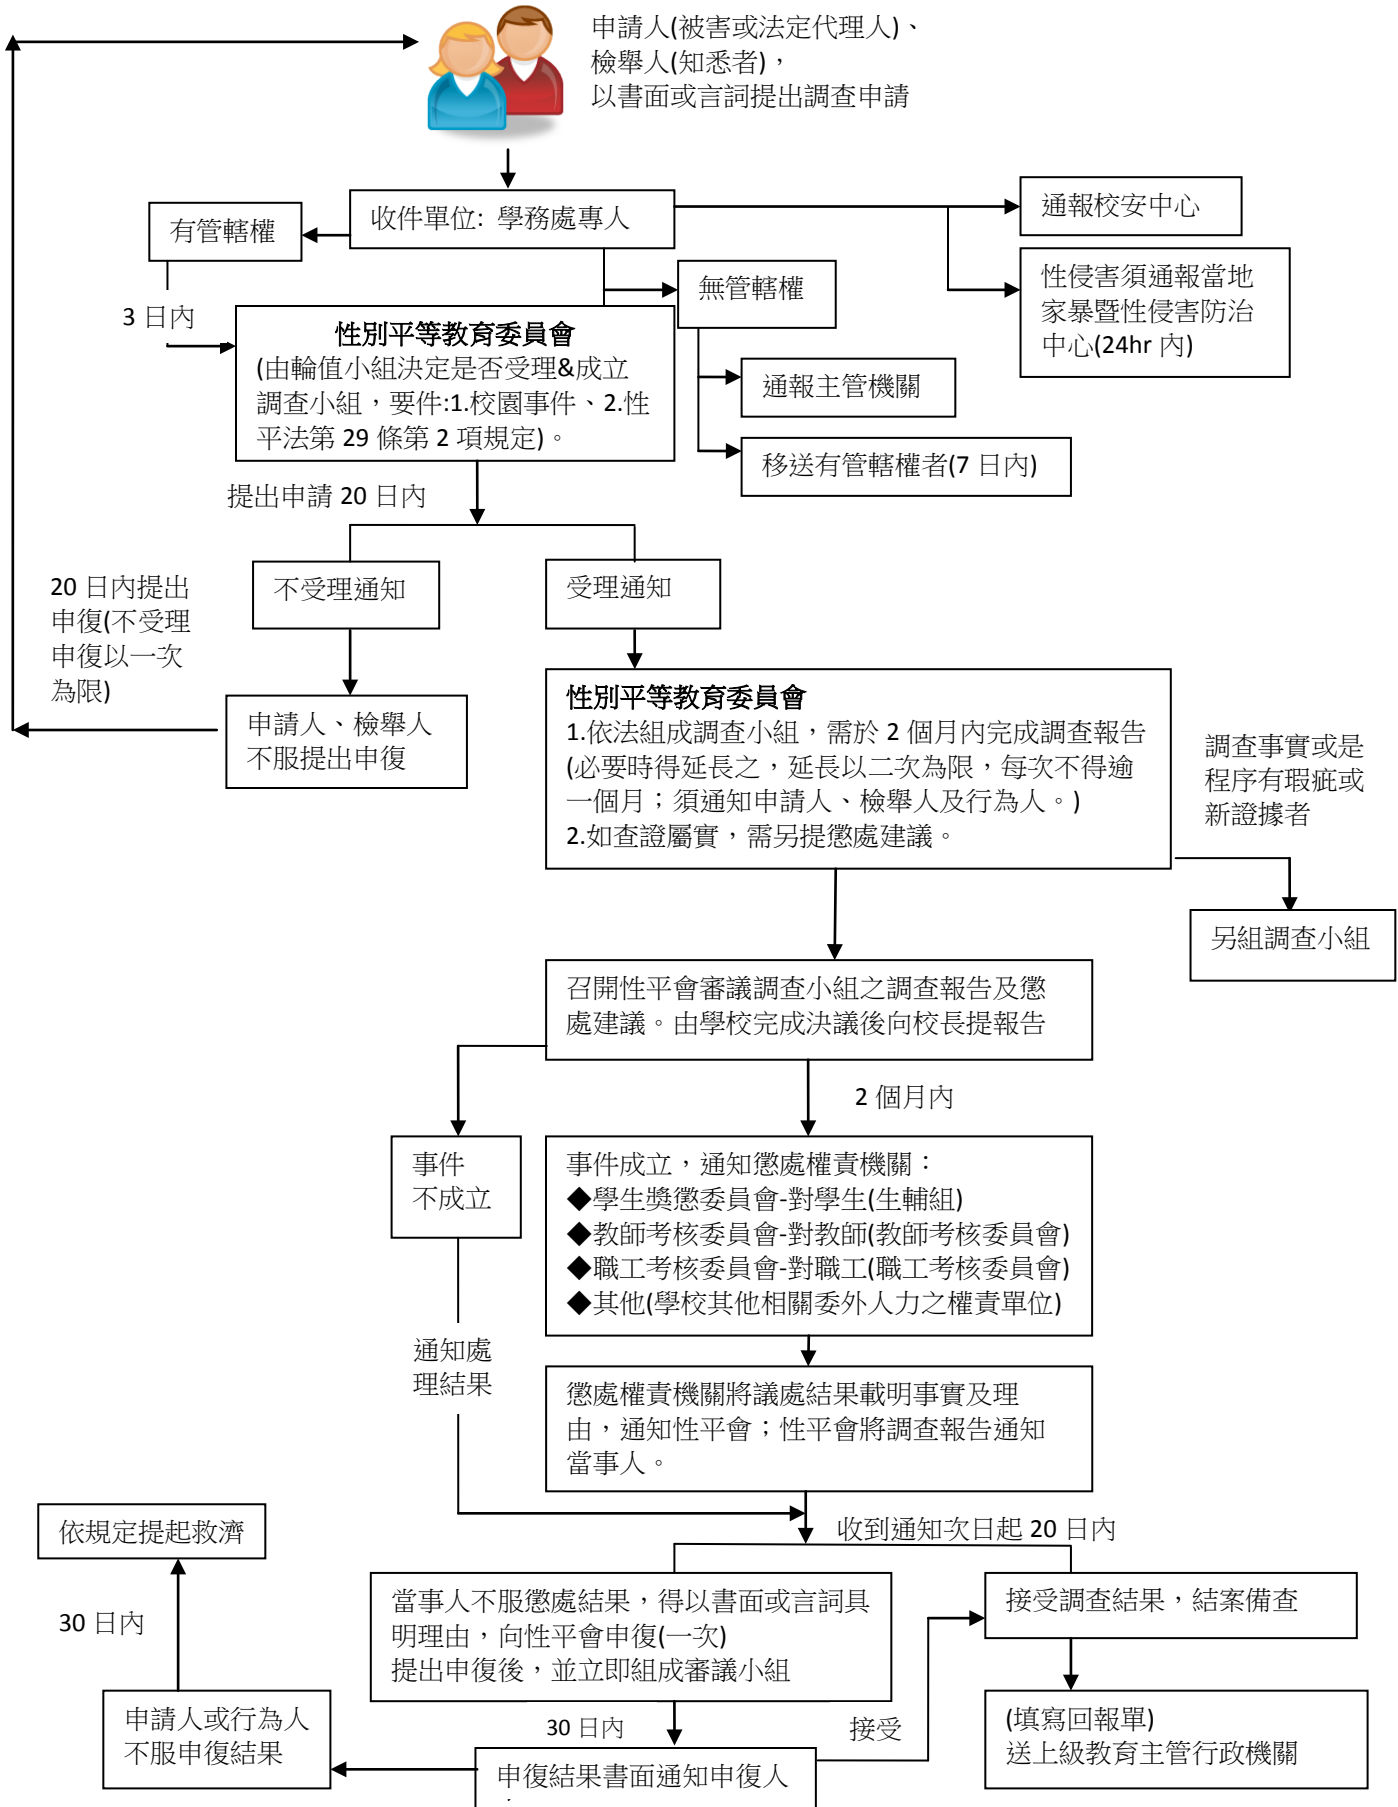 申請人(被害或法定代理人)、
檢舉人(知悉者)，
以書面或言詞提出調查申請
收件單位: 學務處專人
有管轄權
通報校安中心
性侵害須通報當地
家暴暨性侵害防治
中心(24hr 內)
無管轄權
3 日內
性別平等教育委員會
(由輪值小組決定是否受理&成立
調查小組，要件:1.校園事件、2.性
平法第 29 條第 2 項規定)。
通報主管機關
移送有管轄權者(7 日內)
提出申請 20 日內
不受理通知
受理通知
20 日內提出
申復(不受理
申復以一次
為限)
申請人、檢舉人
不服提出申復
性別平等教育委員會
1.依法組成調查小組，需於 2 個月內完成調查報告
(必要時得延長之，延長以二次為限，每次不得逾
一個月；須通知申請人、檢舉人及行為人。)
2.如查證屬實，需另提懲處建議。
調查事實或是
程序有瑕疵或
新證據者
另組調查小組
召開性平會審議調查小組之調查報告及懲
處建議。由學校完成決議後向校長提報告
2 個月內
事件
不成立
事件成立，通知懲處權責機關：
◆學生獎懲委員會-對學生(生輔組)
◆教師考核委員會-對教師(教師考核委員會)
◆職工考核委員會-對職工(職工考核委員會)
◆其他(學校其他相關委外人力之權責單位)
通知處
理結果
懲處權責機關將議處結果載明事實及理
由，通知性平會；性平會將調查報告通知
當事人。
收到通知次日起 20 日內
依規定提起救濟
當事人不服懲處結果，得以書面或言詞具
明理由，向性平會申復(一次)
提出申復後，並立即組成審議小組
接受調查結果，結案備查
30 日內
申請人或行為人
不服申復結果
30 日內
接受
(填寫回報單)
送上級教育主管行政機關
申復結果書面通知申復人